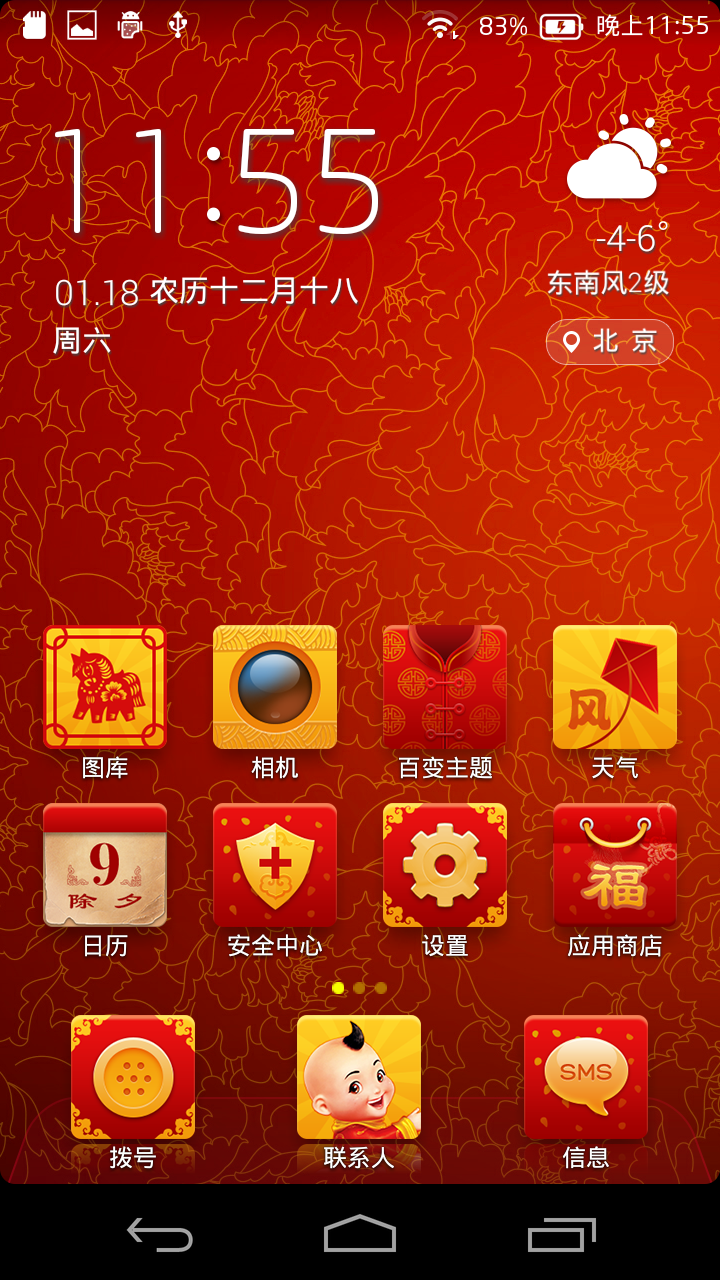 83% 晚上11:55
11:55
-4-6°
01.18 农历十二月十八
东南风2级
周六
北 京
风
图库 相机 百变主题 天气
9
除 夕
福
日历 安全中心 设置 应用商店
SMS
拨号 联系人 信息